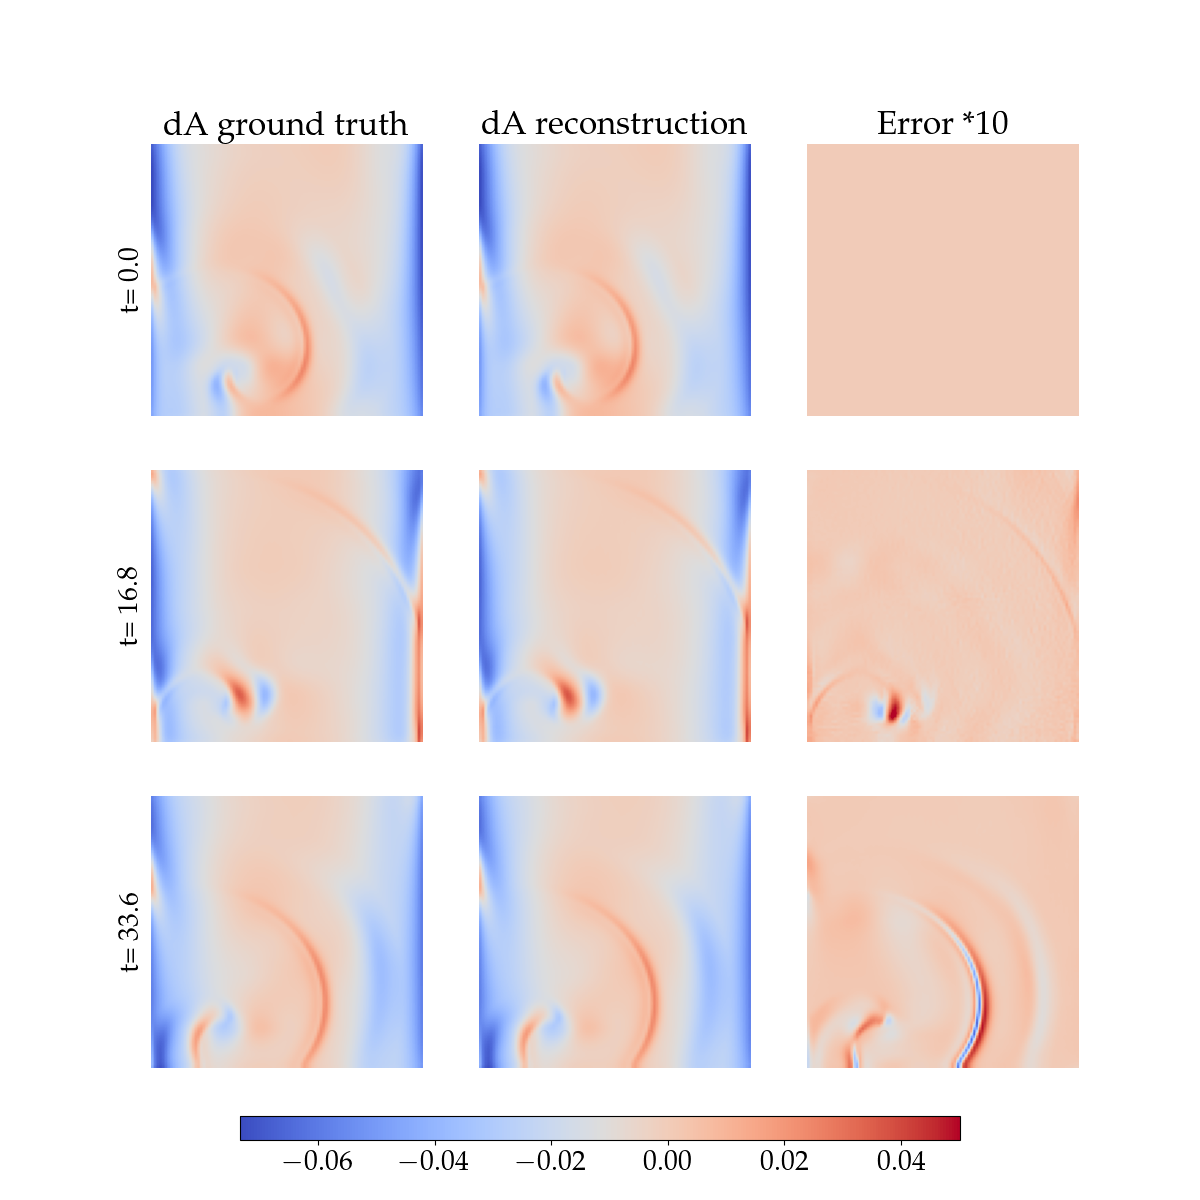 dA ground truth
dA reconstruction
Error *10
t= 0.0
t= 16.8
t= 33.6
−0.06
−0.04
−0.02
0.00
0.02
0.04